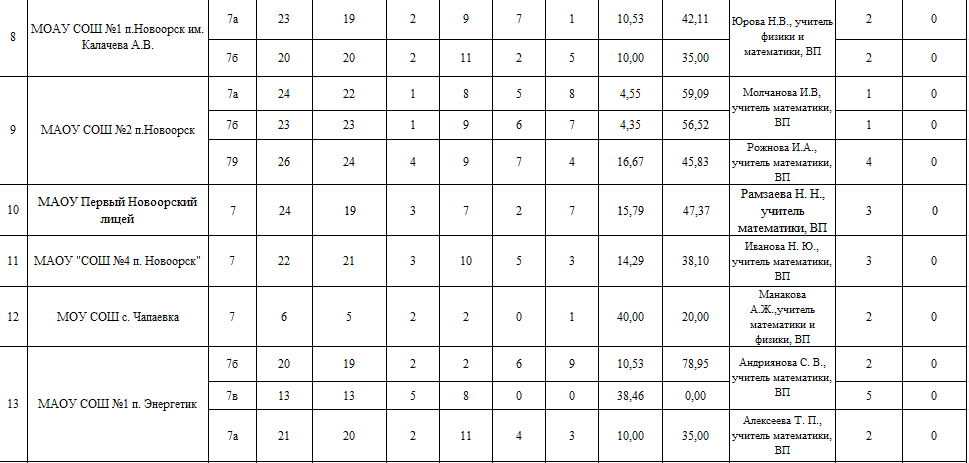 8 МОАУ СОШ №1 п.Новоорск им. Калачева А.В. 7а 23 19 2 9 7 1 10,53 42,11 Юрова Н.В., учитель физики и математики, ВП 2 0
7б 20 20 2 11 2 5 10,00 35,00 2 0
9 МАОУ СОШ №2 п.Новоорск 7а 24 22 1 8 5 8 4,55 59,09 Молчанова И.В, учитель математики, ВП 1 0
7б 23 23 1 9 6 7 4,35 56,52 1 0
79 26 24 4 9 7 4 16,67 45,83 Рожнова И.А., учитель математики, ВП 4 0
10 МАОУ Первый Новоорский лицей 7 24 19 3 7 2 7 15,79 47,37 Рамзаева Н. Н., учитель математики, ВП 3 0
11 МАОУ "СОШ №4 п. Новоорск" 7 22 21 3 10 5 3 14,29 38,10 Иванова Н. Ю., учитель математики, ВП 3 0
12 МОУ СОШ с. Чапаевка 7 6 5 2 2 0 1 40,00 20,00 Манакова А.Ж.,учитель математики и физики, ВП 2 0
13 МАОУ СОШ №1 п. Энергетик 7б 20 19 2 2 6 9 10,53 78,95 Андриянова С. В., учитель математики, ВП 2 0
7в 13 13 5 8 0 0 38,46 0,00 5 0
7а 21 20 2 11 4 3 10,00 35,00 Алексеева Т. П., учитель математики, ВП 2 0